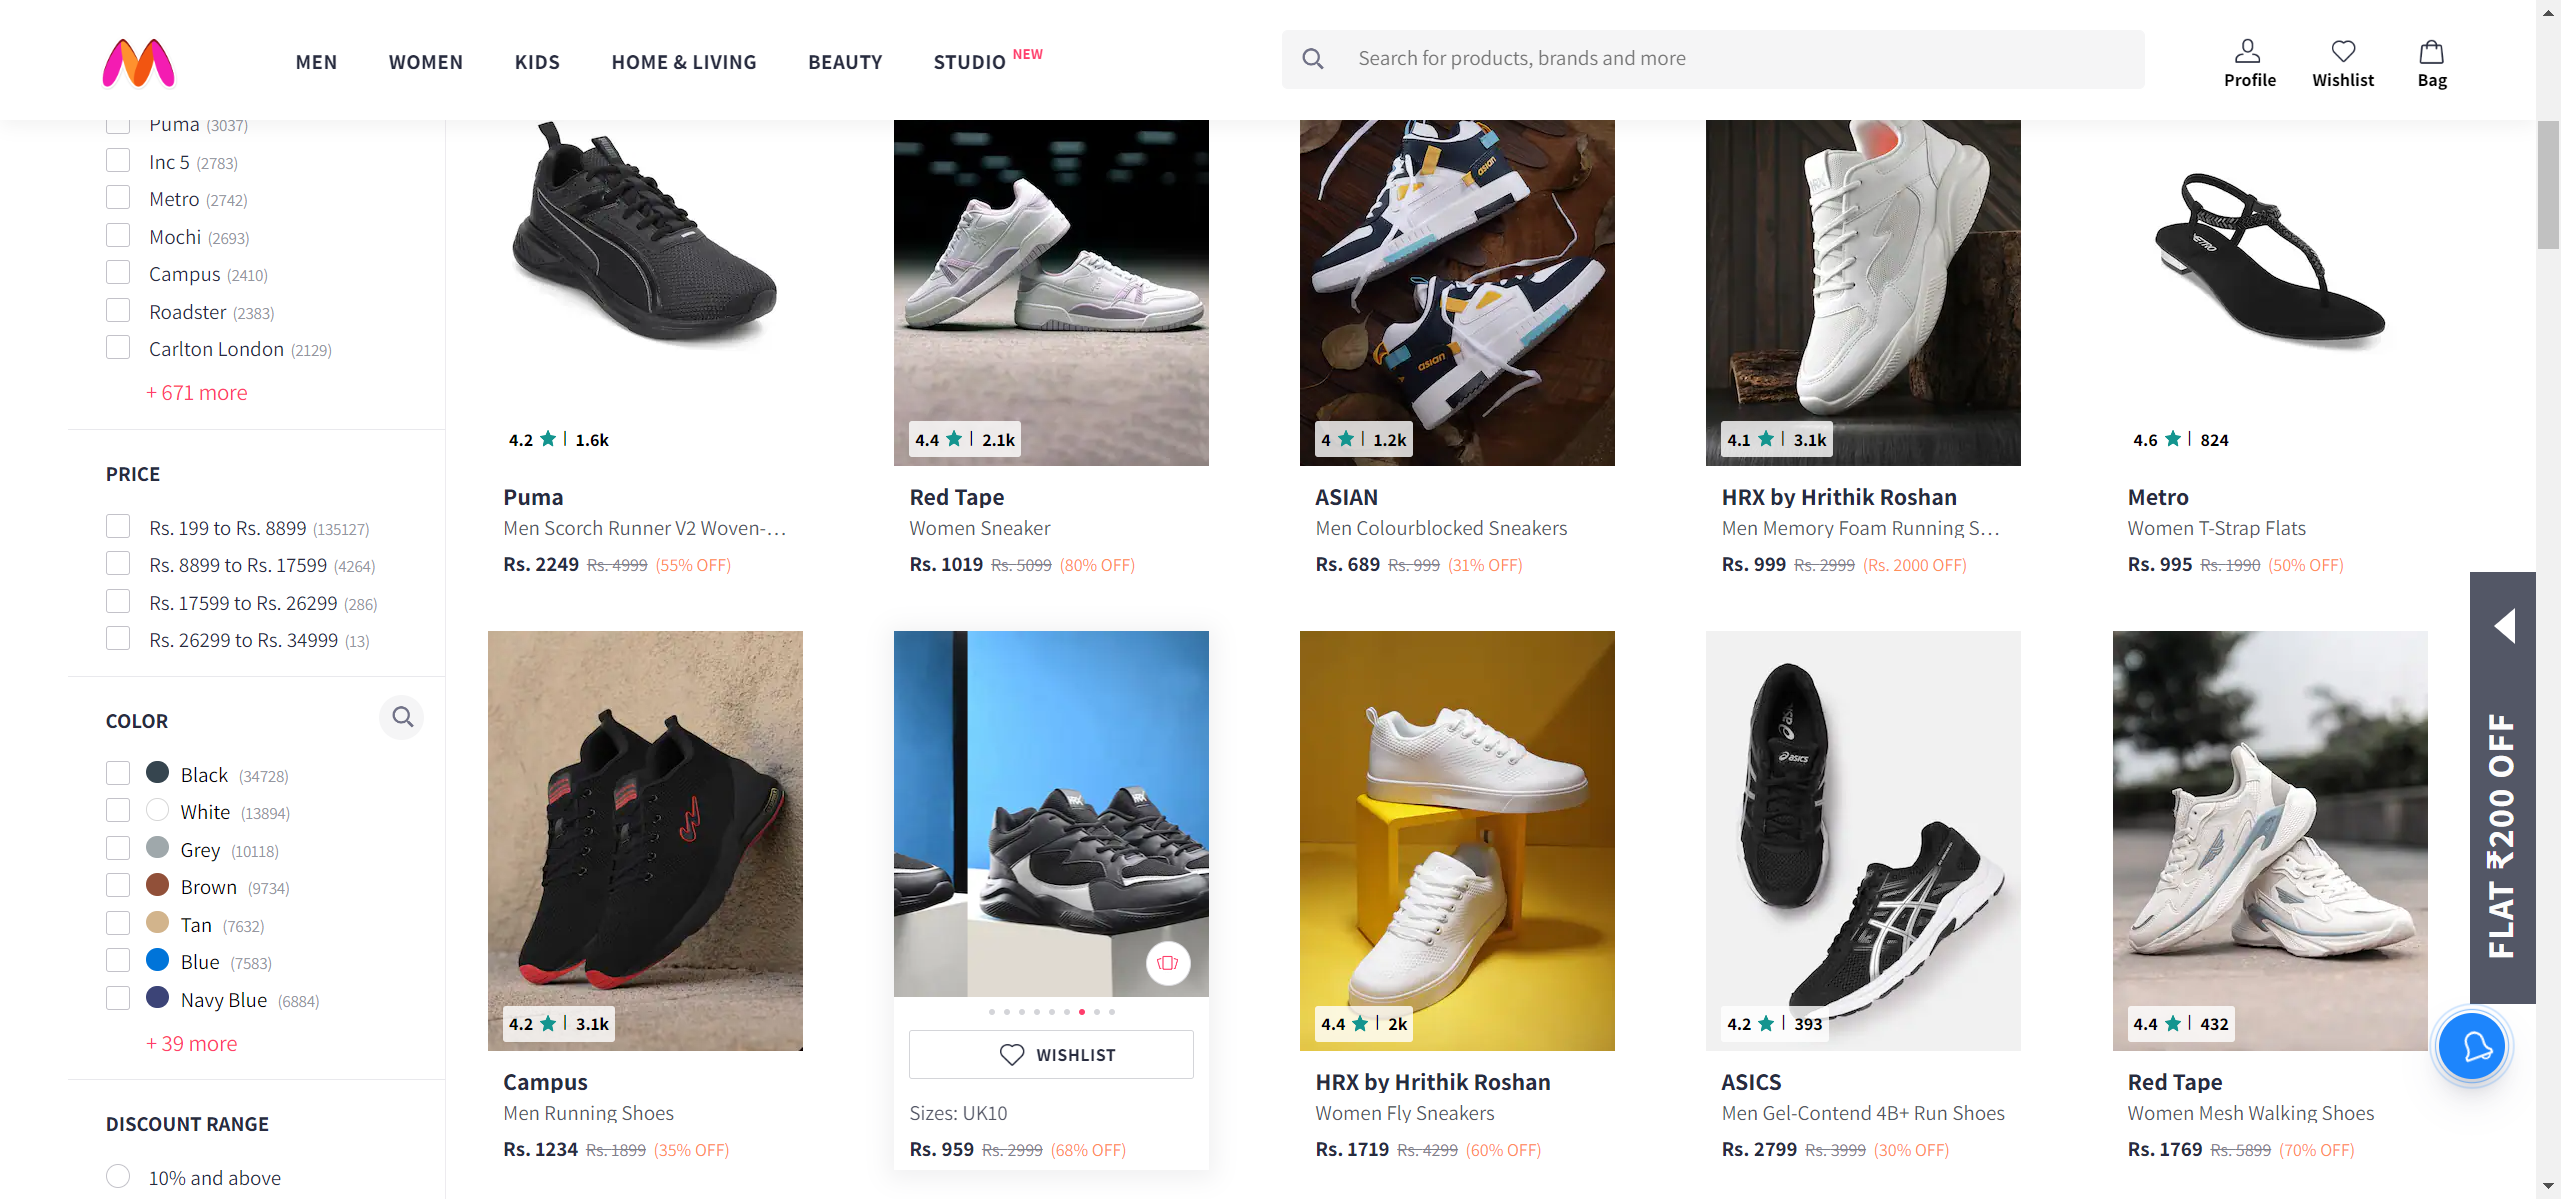 MEN
WOMEN
KIDS
HOME & LIVING
BEAUTY
STUDIO NEW
Search for products, brands and more
Profile
Wishlist
Bag
Puma (3037)
Inc 5 (2783)
Metro (2742)
Mochi (2693)
Campus (2410)
Roadster (2383)
Carlton London (2129)
+ 671 more
PRICE
Rs. 199 to Rs. 8899 (135127)
Rs. 8899 to Rs. 17599 (4264)
Rs. 17599 to Rs. 26299 (286)
Rs. 26299 to Rs. 34999 (13)
COLOR
Black (34728)
White (13894)
Grey (10118)
Brown (9734)
Tan (7632)
Blue (7583)
Navy Blue (6884)
+ 39 more
DISCOUNT RANGE
10% and above
4.2 ★ | 1.6k
Puma
Men Scorch Runner V2 Woven-...
Rs. 2249 Rs. 4999 (55% OFF)
4.4 ★ | 2.1k
Red Tape
Women Sneaker
Rs. 1019 Rs. 5099 (80% OFF)
asian
asian
4 ★ | 1.2k
ASIAN
Men Colourblocked Sneakers
Rs. 689 Rs. 999 (31% OFF)
4.1 ★ | 3.1k
HRX by Hrithik Roshan
Men Memory Foam Running S...
Rs. 999 Rs. 2999 (Rs. 2000 OFF)
METRO
4.6 ★ | 824
Metro
Women T-Strap Flats
Rs. 995 Rs. 1990 (50% OFF)
4.2 ★ | 3.1k
Campus
Men Running Shoes
Rs. 1234 Rs. 1899 (35% OFF)
HRX
HRX
WISHLIST
Sizes: UK10
Rs. 959 Rs. 2999 (68% OFF)
4.4 ★ | 2k
HRX by Hrithik Roshan
Women Fly Sneakers
Rs. 1719 Rs. 4299 (60% OFF)
asics
4.2 ★ | 393
ASICS
Men Gel-Contend 4B+ Run Shoes
Rs. 2799 Rs. 3999 (30% OFF)
4.4 ★ | 432
Red Tape
Women Mesh Walking Shoes
Rs. 1769 Rs. 5899 (70% OFF)
FLAT ₹200 OFF